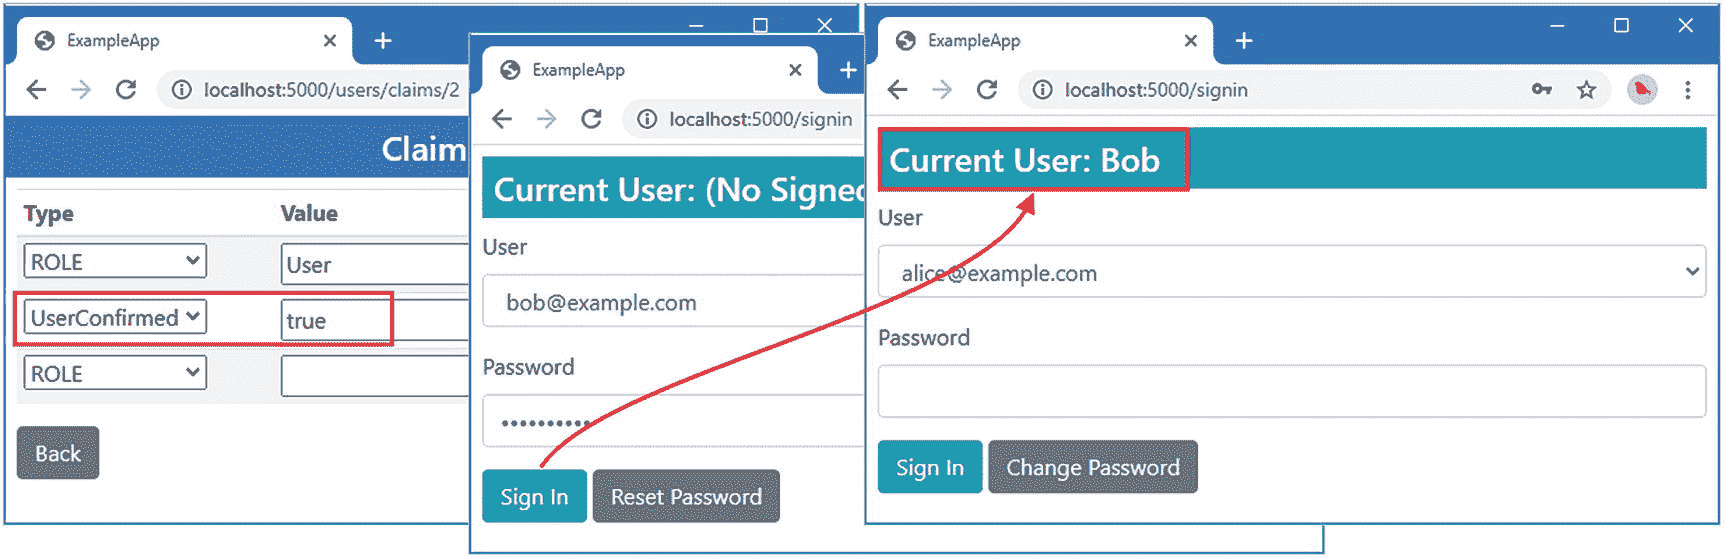 ExampleApp
localhost:5000/users/claims/2
Claim
Type Value
ROLE User
UserConfirmed true
ROLE
Back
ExampleApp
localhost:5000/signin
Current User: (No Signed
User
bob@example.com
Password
Sign In Reset Password
ExampleApp
localhost:5000/signin
Current User: Bob
User
alice@example.com
Password
Sign In Change Password